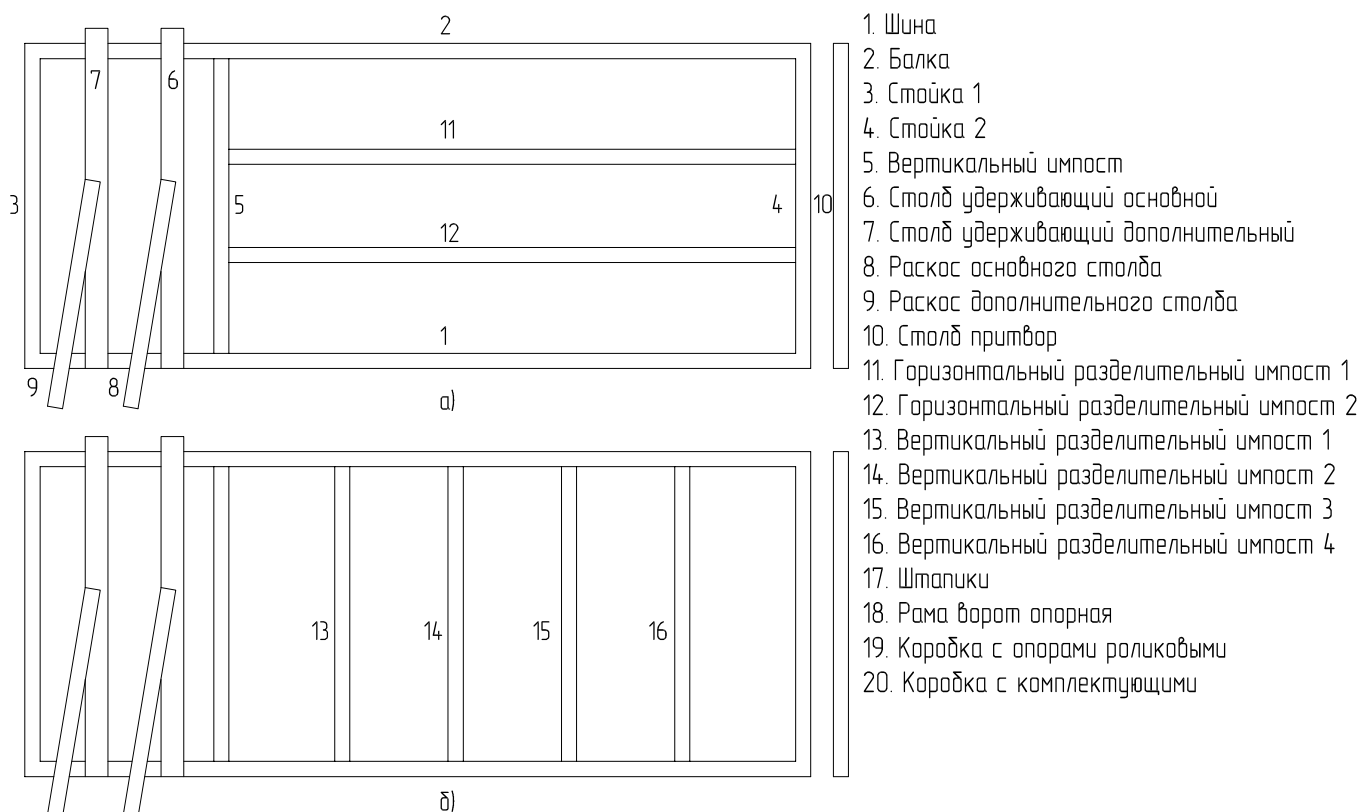 2
7
6
11
3
5
4
10
12
1
9
8
а)
13
14
15
16
б)
1. Шина
2. Балка
3. Стойка 1
4. Стойка 2
5. Вертикальный импост
6. Столб удерживающий основной
7. Столб удерживающий дополнительный
8. Раскос основного столба
9. Раскос дополнительного столба
10. Столб притвор
11. Горизонтальный разделительный импост 1
12. Горизонтальный разделительный импост 2
13. Вертикальный разделительный импост 1
14. Вертикальный разделительный импост 2
15. Вертикальный разделительный импост 3
16. Вертикальный разделительный импост 4
17. Штапики
18. Рама ворот опорная
19. Коробка с опорами роликовыми
20. Коробка с комплектующими